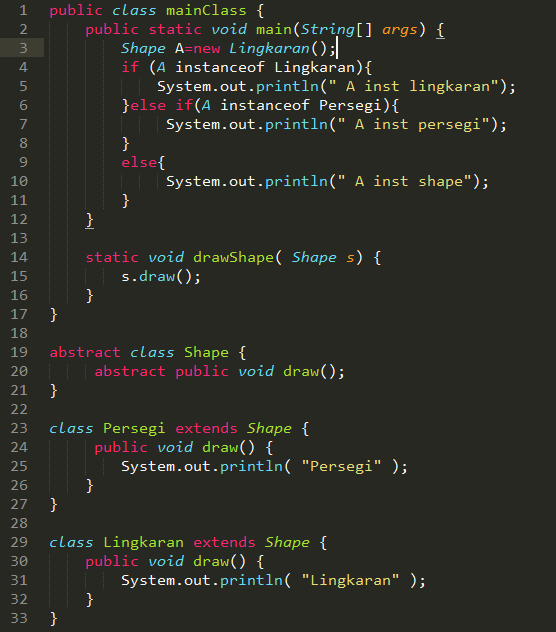 1 public class mainClass {
2     public static void main(String[] args) {
3         Shape A=new Lingkaran();
4         if (A instanceof Lingkaran){
5             System.out.println(" A inst lingkaran");
6         }else if(A instanceof Persegi){
7              System.out.println(" A inst persegi");
8         }
9         else{
10              System.out.println(" A inst shape");
11         }
12     }
13
14     static void drawShape( Shape s) {
15         s.draw();
16     }
17 }
18
19 abstract class Shape {
20      abstract public void draw();
21 }
22
23 class Persegi extends Shape {
24      public void draw() {
25         System.out.println( "Persegi" );
26     }
27 }
28
29 class Lingkaran extends Shape {
30     public void draw() {
31         System.out.println( "Lingkaran" );
32     }
33 }